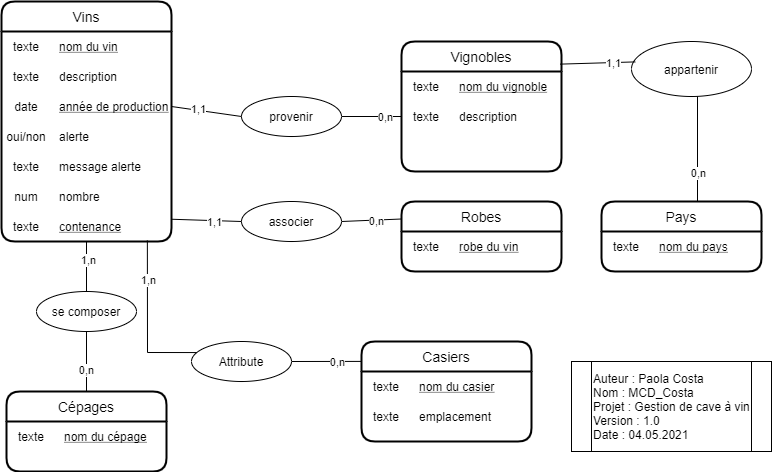 Vins
texte nom du vin
texte description
date année de production
oui/non alerte
texte message alerte
num nombre
texte contenance
1,1
provenir
0,n
Vignobles
texte nom du vignoble
texte description
1,1
appartenir
0,n
Pays
texte nom du pays
1,1
associer
0,n
Robes
texte robe du vin
1,n
se composer
0,n
Cépages
texte nom du cépage
1,n
Attribute
0,n
Casiers
texte nom du casier
texte emplacement
Auteur : Paola Costa
Nom : MCD_Costa
Projet : Gestion de cave à vin
Version : 1.0
Date : 04.05.2021